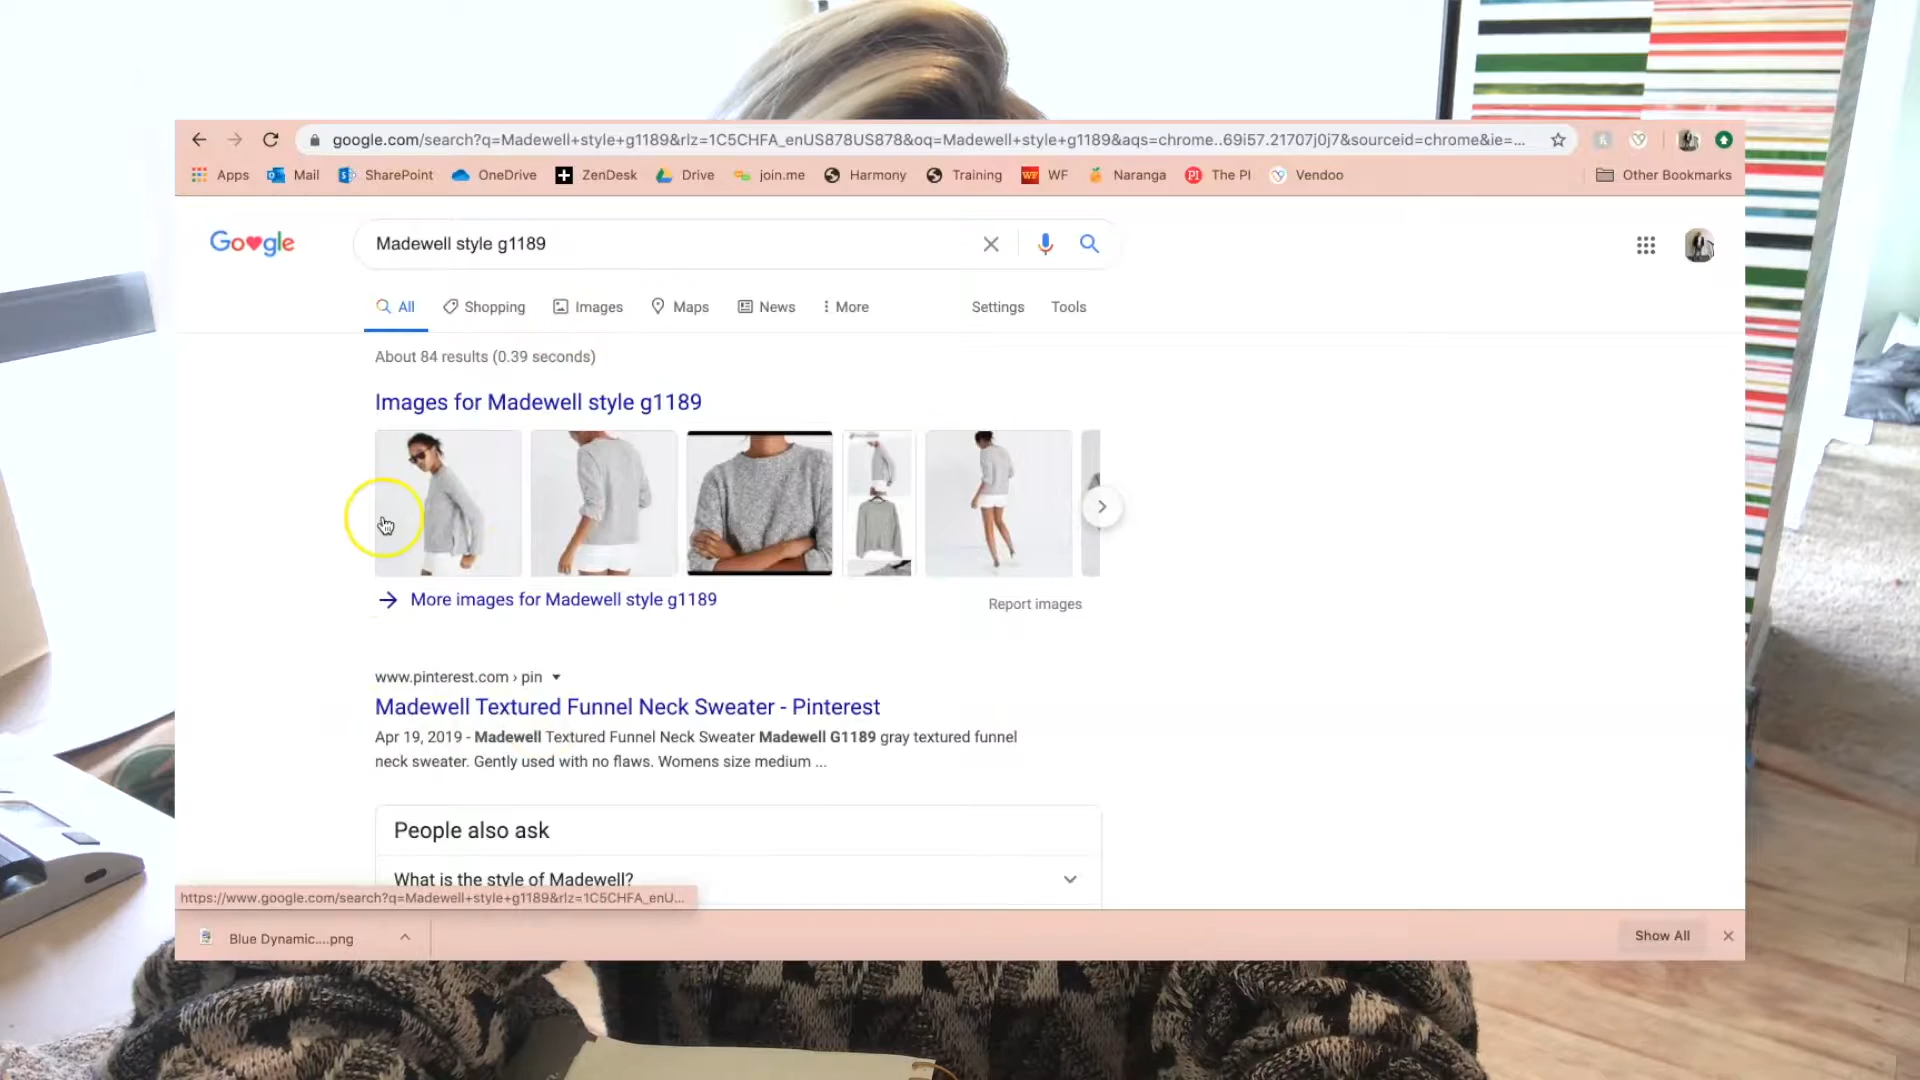 google.com/search?q=Madewell+style+g1189&rlz=1C5CHFA_enUS878US878&oq=Madewell+style+g1189&aqs=chrome..69i57.21707j0j7&sourceid=chrome&ie=...
Apps Mail SharePoint OneDrive ZenDesk Drive join.me Harmony Training WF WF Naranga PI The PI Vendoo Other Bookmarks
Google Madewell style g1189
All Shopping Images Maps News More Settings Tools
About 84 results (0.39 seconds)
Images for Madewell style g1189
More images for Madewell style g1189 Report images
www.pinterest.com › pin
Madewell Textured Funnel Neck Sweater - Pinterest
Apr 19, 2019 - Madewell Textured Funnel Neck Sweater Madewell G1189 gray textured funnel
neck sweater. Gently used with no flaws. Womens size medium ...
People also ask
What is the style of Madewell?
https://www.google.com/search?q=Madewell+style+g1189&rlz=1C5CHFA_enU...
Blue Dynamic....png Show All